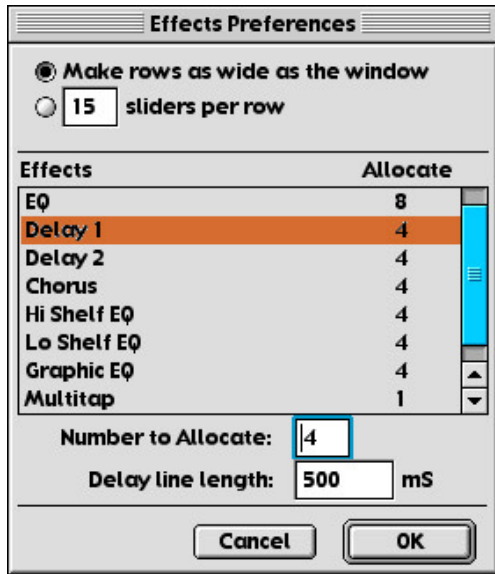 Effects Preferences
Make rows as wide as the window
15 sliders per row
Effects Allocate
EQ 8
Delay 1 4
Delay 2 4
Chorus 4
Hi Shelf EQ 4
Lo Shelf EQ 4
Graphic EQ 4
Multitap 1
Number to Allocate: 4
Delay line length: 500 mS
Cancel OK